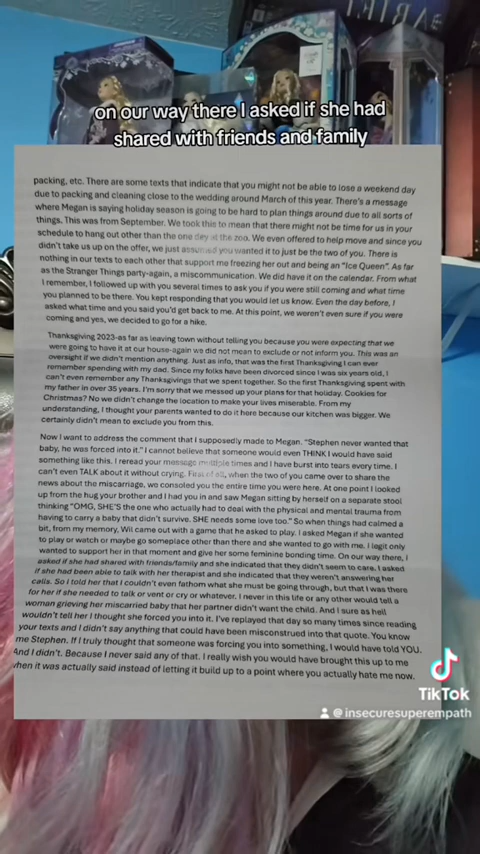 on our way there I asked if she had
shared with friends and family
packing, etc. There are some texts that indicate that you might not be able to lose a weekend day
due to packing and cleaning close to the wedding around March of this year. There's a message
where Megan is saying holiday season is going to be hard to plan things around due to all sorts of
things. This was from September. We took this to mean that there might not be time for us in your
schedule to hang out other than the one day at the zoo. We even offered to help move and since you
didn't take us up on the offer, we just assumed you wanted it to just be the two of you. There is
nothing in our texts to each other that support me freezing her out and being an "Ice Queen". As far
as the Stranger Things party-again, a miscommunication. We did have it on the calendar. From what
I remember, I followed up with you several times to ask you if you were still coming and what time
you planned to be there. You kept responding that you would let us know. Even the day before, I
asked what time and you said you'd get back to me. At this point, we weren't even sure if you were
coming and yes, we decided to go for a hike.
Thanksgiving 2023-as far as leaving town without telling you because you were expecting that we
were going to have it at our house-again we did not mean to exclude or not inform you. This was an
oversight if we didn't mention anything. Just as info, that was the first Thanksgiving I can ever
remember spending with my dad. Since my folks have been divorced since I was six years old, I
can't even remember any Thanksgivings that we spent together. So the first Thanksgiving spent with
my father in over 35 years. I'm sorry that we messed up your plans for that holiday. Cookies for
Christmas? No we didn't change the location to make your lives miserable. From my
understanding, I thought your parents wanted to do it here because our kitchen was bigger. We
certainly didn't mean to exclude you from this.
Now I want to address the comment that I supposedly made to Megan. "Stephen never wanted that
baby, he was forced into it." I cannot believe that someone would even THINK I would have said
something like this. I reread your message multiple times and I have burst into tears every time. I
can't even TALK about it without crying. First of all, when the two of you came over to share the
news about the miscarriage, we consoled you the entire time you were here. At one point I looked
up from the hug your brother and I had you in and saw Megan sitting by herself on a separate stool
thinking "OMG, SHE'S the one who actually had to deal with the physical and mental trauma from
having to carry a baby that didn't survive. SHE needs some love too." So when things had calmed a
bit, from my memory, Will came out with a game that he asked to play. I asked Megan if she wanted
to play or watch or maybe go someplace other than there and she wanted to go with me. I legit only
wanted to support her in that moment and give her some feminine bonding time. On our way there, I
asked if she had shared with friends/family and she indicated that they didn't seem to care. I asked
if she had been able to talk with her therapist and she indicated that they weren't answering her
calls. So I told her that I couldn't even fathom what she must be going through, but that I was there
for her if she needed to talk or vent or cry or whatever. I never in this life or any other would tell a
woman grieving her miscarried baby that her partner didn't want the child. And I sure as hell
wouldn't tell her I thought she forced you into it. I've replayed that day so many times since reading
your texts and I didn't say anything that could have been misconstrued into that quote. You know
me Stephen. If I truly thought that someone was forcing you into something, I would have told YOU.
And I didn't. Because I never said any of that. I really wish you would have brought this up to me
when it was actually said instead of letting it build up to a point where you actually hate me now.
TikTok
@insecuresuperempath